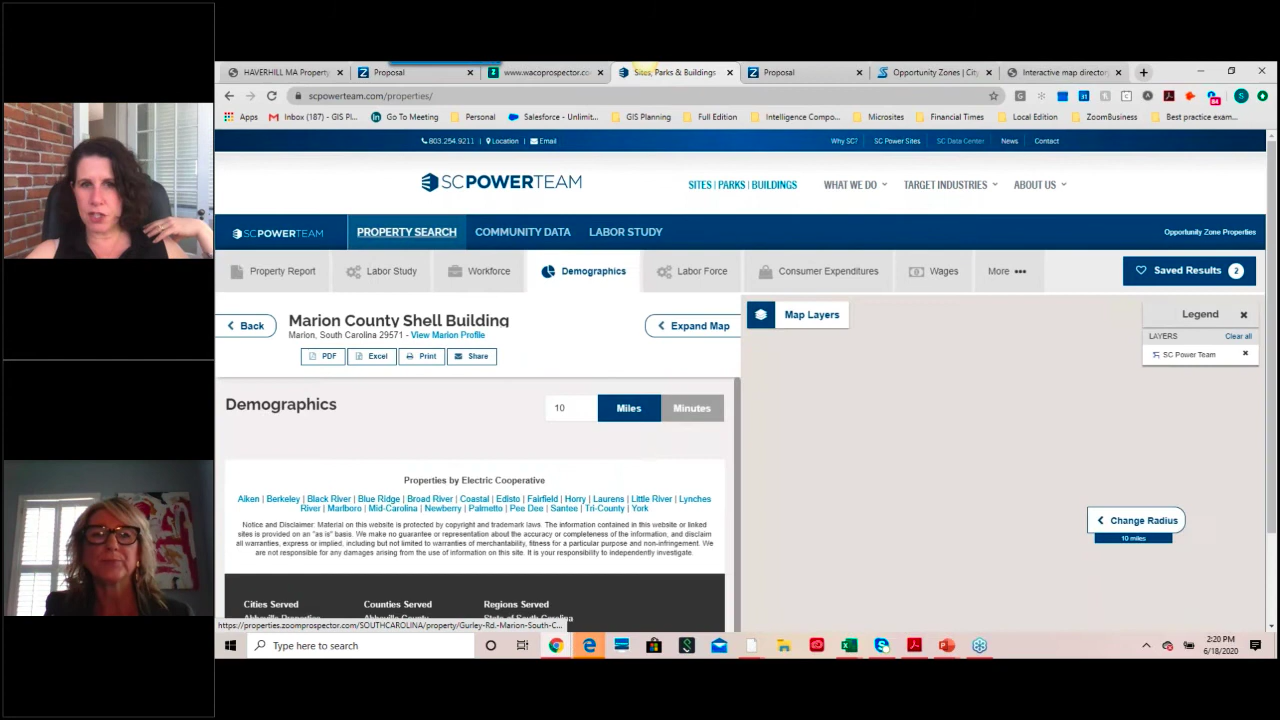 HAVERHILL MA Property
Proposal
www.wacoprospector.co
Sites, Parks & Buildings
Proposal
Opportunity Zones | Cit
Interactive map directory
scpowerteam.com/properties/
Apps
Inbox (187) - GIS Pl...
Go To Meeting
Personal
Salesforce - Unlimit...
GIS Planning
Full Edition
Intelligence Compo...
Microsites
Financial Times
Local Edition
ZoomBusiness
Best practice exam...
803.254.9211 | Location | Email
Why SC?
SC Power Sites
SC Data Center
News
Contact
SCPOWERTEAM
SITES | PARKS | BUILDINGS
WHAT WE DO
TARGET INDUSTRIES
ABOUT US
SCPOWERTEAM
PROPERTY SEARCH
COMMUNITY DATA
LABOR STUDY
Opportunity Zone Properties
Property Report
Labor Study
Workforce
Demographics
Labor Force
Consumer Expenditures
Wages
More
Saved Results 2
Back
Marion County Shell Building
Marion, South Carolina 29571 - View Marion Profile
Expand Map
PDF
Excel
Print
Share
Map Layers
Legend
LAYERS
Clear all
SC Power Team
Demographics
10
Miles
Minutes
Properties by Electric Cooperative
Aiken | Berkeley | Black River | Blue Ridge | Broad River | Coastal | Edisto | Fairfield | Horry | Laurens | Little River | Lynches
River | Marlboro | Mid-Carolina | Newberry | Palmetto | Pee Dee | Santee | Tri-County | York
Notice and Disclaimer: Material on this website is protected by copyright and trademark laws. The information contained in this website or linked
sites is provided on an "as is" basis. We make no guarantee or representation about the accuracy or completeness of the information, and disclaim
all warranties, express or implied, including but not limited to warranties of merchantability, fitness for a particular purpose and non-infringement. We
are not responsible for any damages arising from the use of information on this site. It is your responsibility to independently investigate.
Change Radius
10 miles
Cities Served
Counties Served
Regions Served
https://properties.zoomprospector.com/SOUTHCAROLINA/property/Gurley-Rd.-Marion-South-C...
Type here to search
2:20 PM
6/18/2020